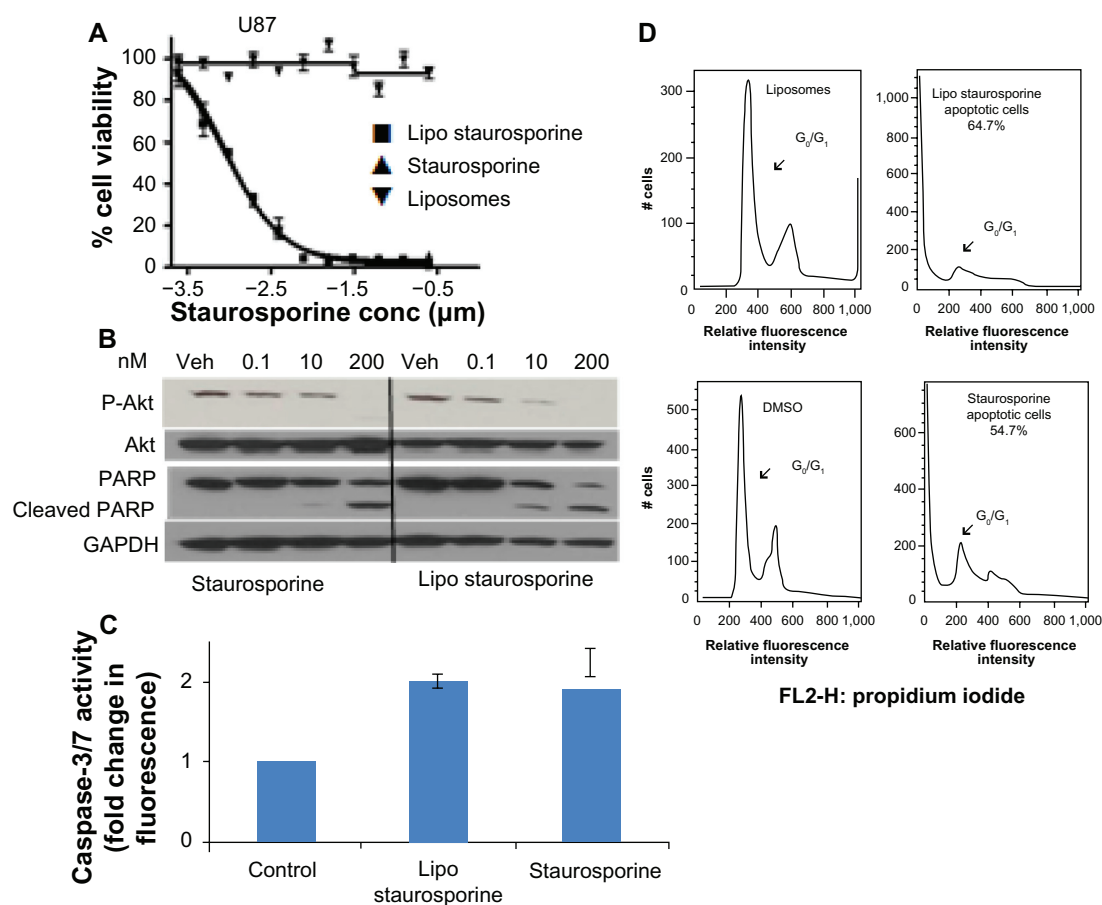 A
U87
% cell viability
100
80
60
40
20
0
−3.5 −2.5 −1.5 −0.5
Staurosporine conc (µm)
Lipo staurosporine
Staurosporine
Liposomes
B
nM Veh 0.1 10 200 Veh 0.1 10 200
P-Akt
Akt
PARP
Cleaved PARP
GAPDH
Staurosporine Lipo staurosporine
C
Caspase-3/7 activity
(fold change in
fluorescence)
2
1
0
Control
Lipo
staurosporine
Staurosporine
D
# cells
300
200
100
0
Liposomes
G0/G1
0 200 400 600 800 1,000
Relative fluorescence
intensity
1,000
800
600
400
200
0
Lipo staurosporine
apoptotic cells
64.7%
G0/G1
0 200 400 600 800 1,000
Relative fluorescence
intensity
# cells
500
400
300
200
100
0
DMSO
G0/G1
0 200 400 600 800 1,000
Relative fluorescence
intensity
600
400
200
0
Staurosporine
apoptotic cells
54.7%
G0/G1
0 200 400 600 800 1,000
Relative fluorescence
intensity
FL2-H: propidium iodide